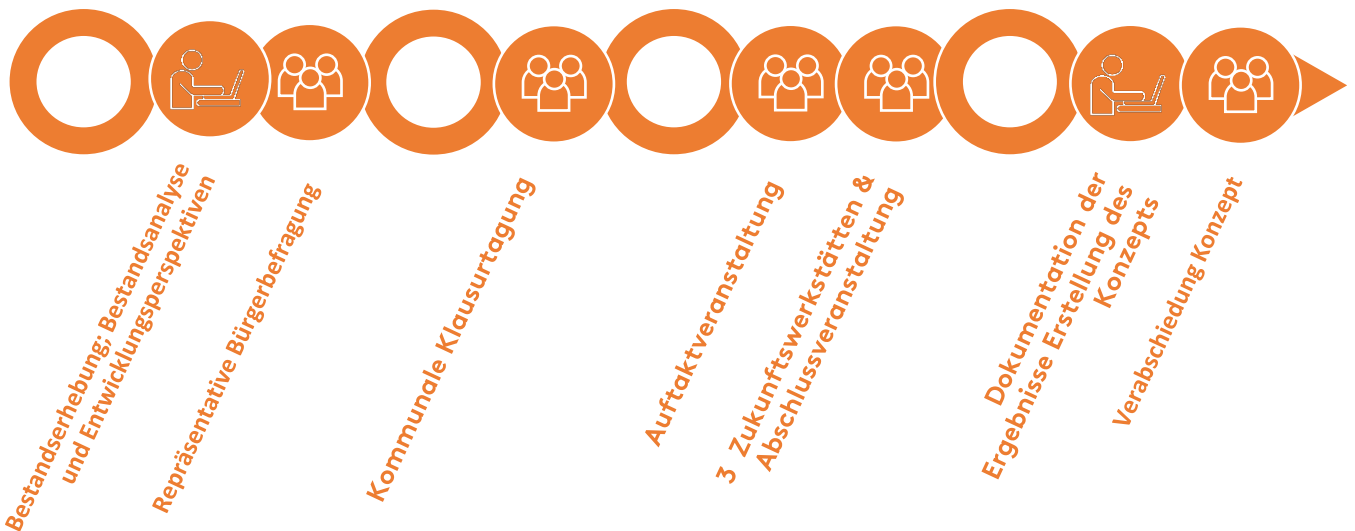 Bestandserhebung; Bestandsanalyse
und Entwicklungsperspektiven
Repräsentative Bürgerbefragung
Kommunale Klausurtagung
Auftaktveranstaltung
3 Zukunftswerkstätten &
Abschlussveranstaltung
Dokumentation der
Ergebnisse Erstellung des
Konzepts
Verabschiedung Konzept